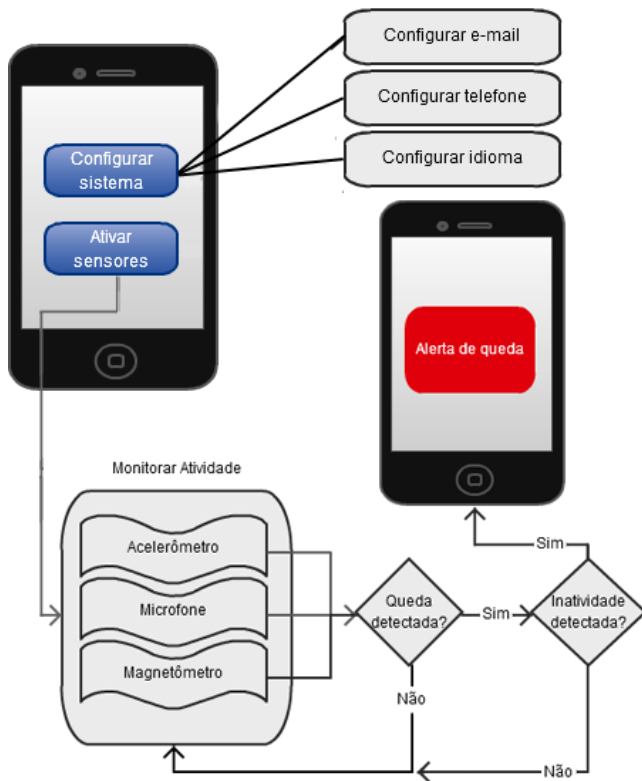 Configurar e-mail
Configurar telefone
Configurar idioma
Configurar
sistema
Ativar
sensores
Alerta de queda
Monitorar Atividade
Acelerômetro
Microfone
Magnetômetro
Queda
detectada?
Sim
Inatividade
detectada?
Sim
Não
Não